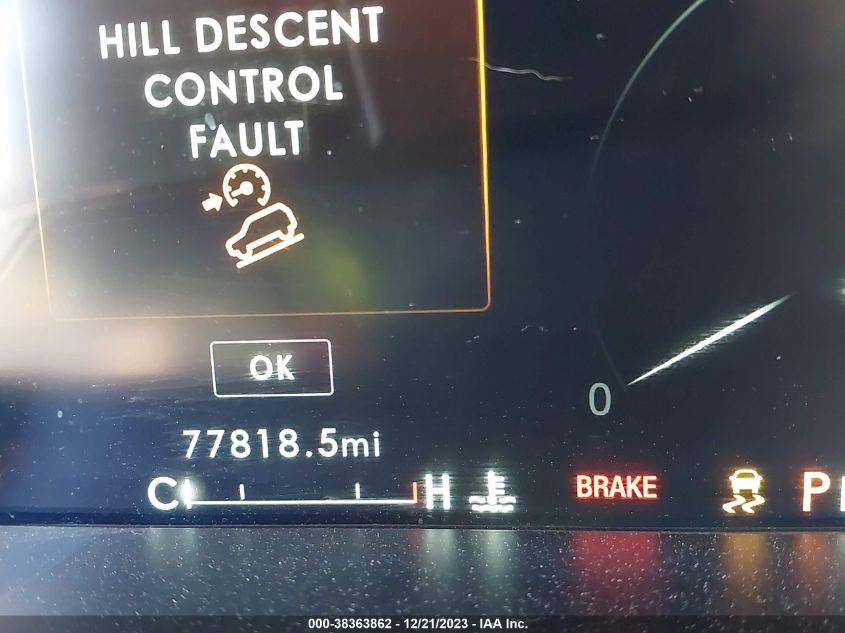 HILL DESCENT
CONTROL
FAULT
OK
0
77818.5mi
C H BRAKE P
000-38363862 - 12/21/2023 - IAA Inc.